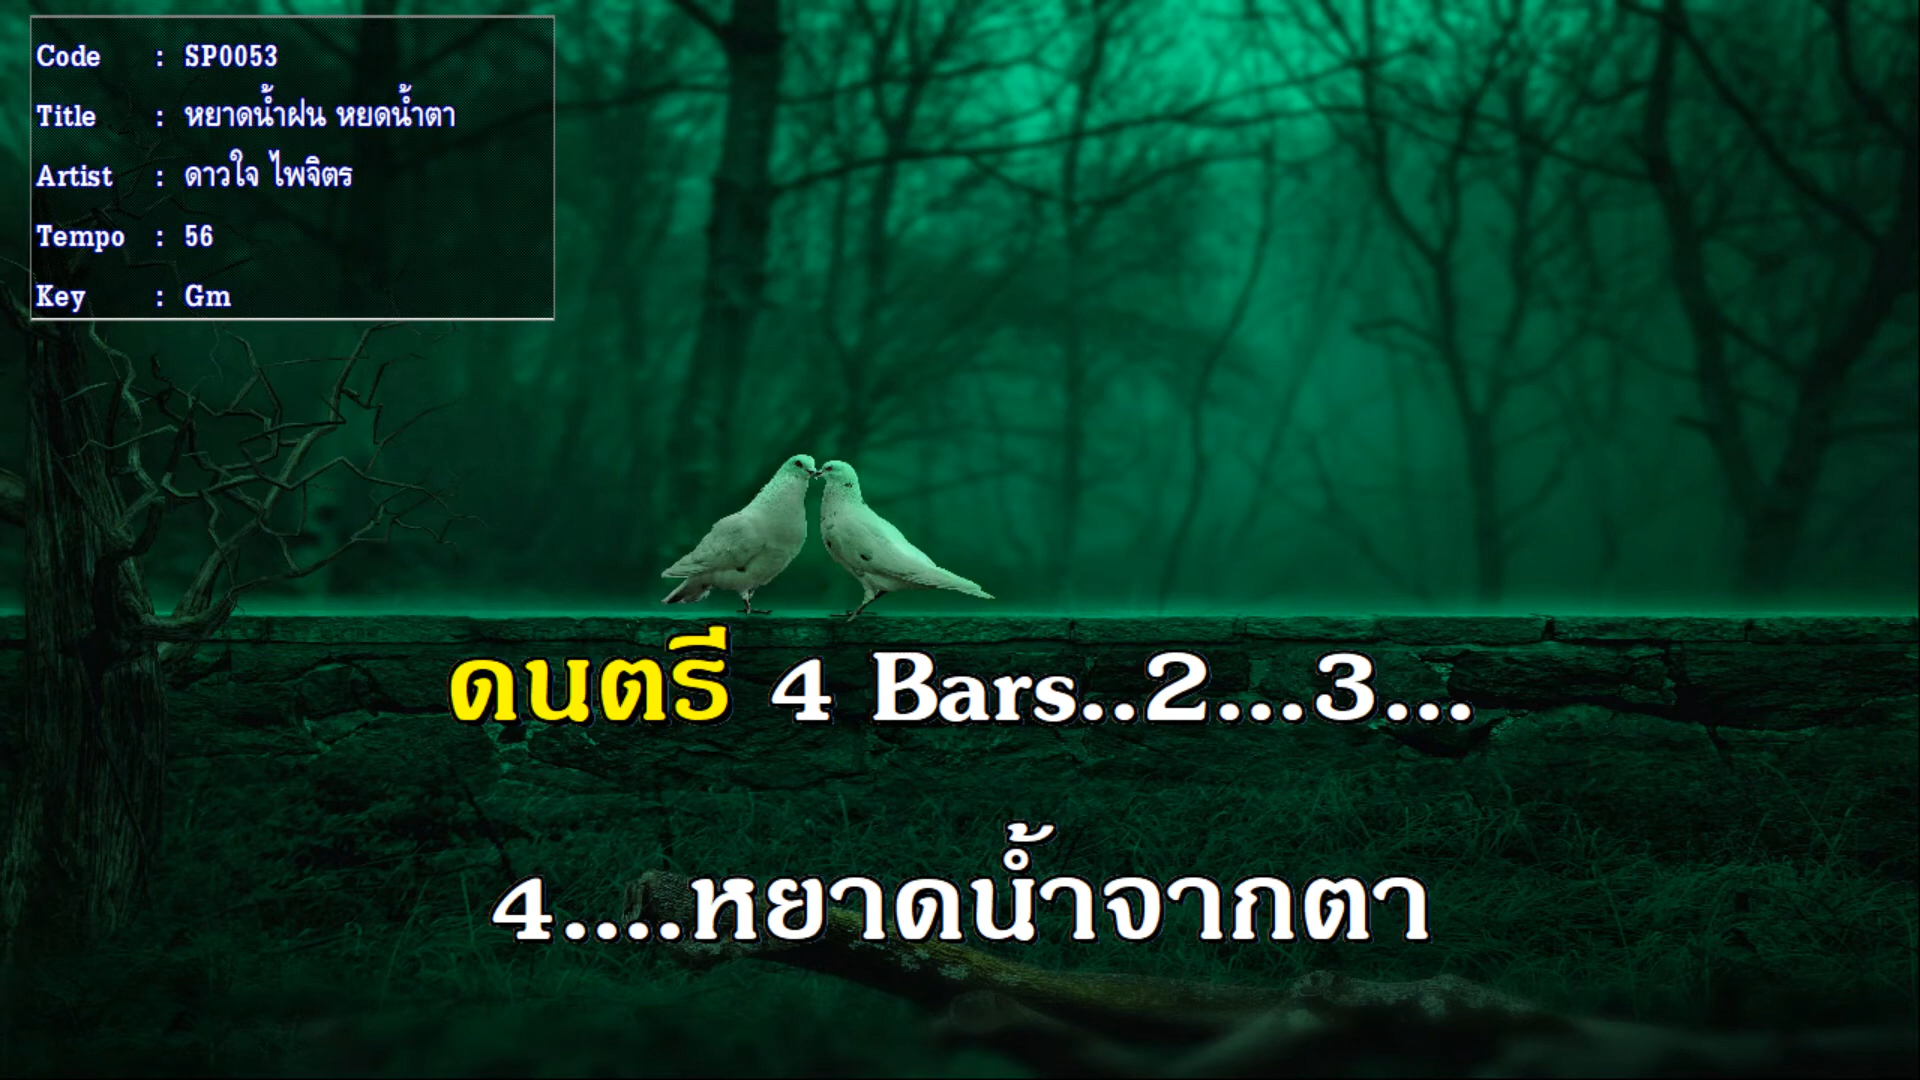 Code : SP0053
Title : หยาดน้ำฝน หยดน้ำตา
Artist : ดาวใจ ไพจิตร
Tempo : 56
Key : Gm
ดนตรี 4 Bars..2...3...
4....หยาดน้ำจากตา